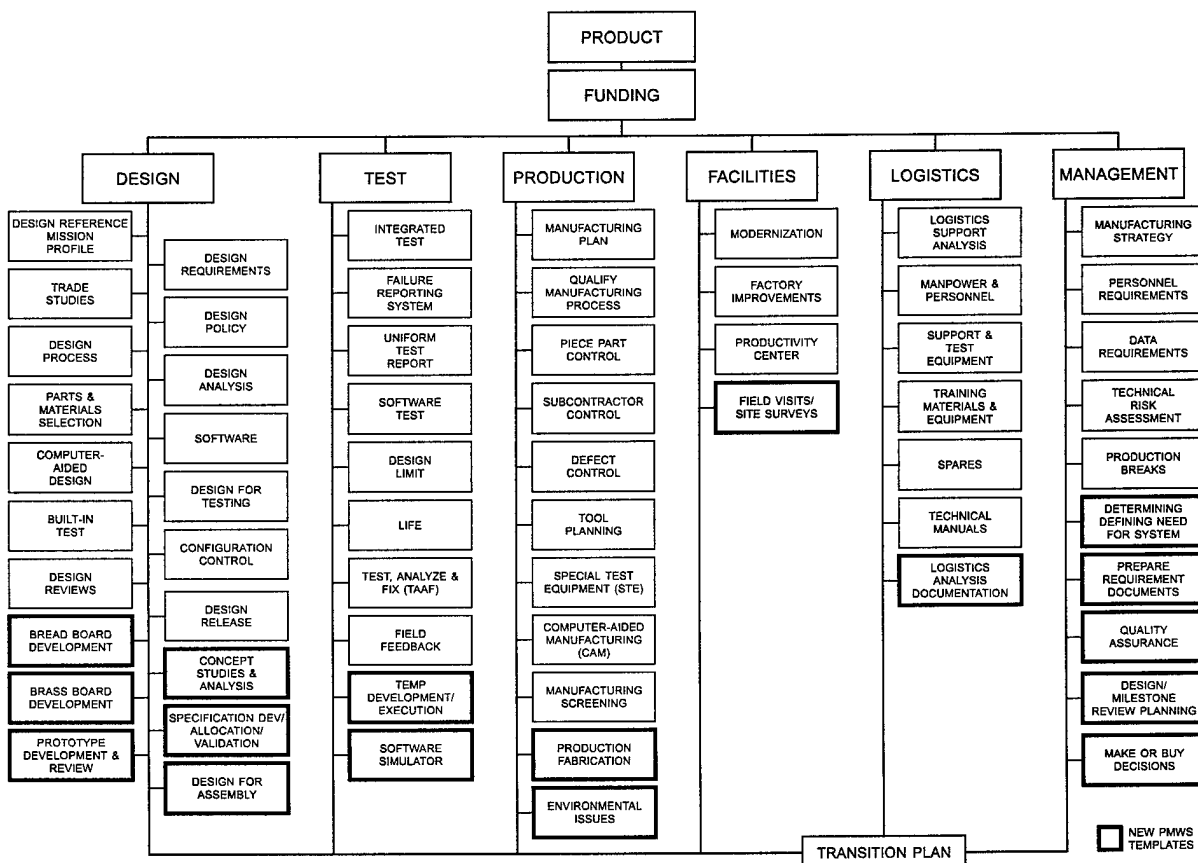 PRODUCT
FUNDING
DESIGN
TEST
PRODUCTION
FACILITIES
LOGISTICS
MANAGEMENT
DESIGN REFERENCE
MISSION
PROFILE
TRADE
STUDIES
DESIGN
PROCESS
PARTS &
MATERIALS
SELECTION
COMPUTER-
AIDED
DESIGN
BUILT-IN
TEST
DESIGN
REVIEWS
BREAD BOARD
DEVELOPMENT
BRASS BOARD
DEVELOPMENT
PROTOTYPE
DEVELOPMENT &
REVIEW
DESIGN
REQUIREMENTS
DESIGN
POLICY
DESIGN
ANALYSIS
SOFTWARE
DESIGN FOR
TESTING
CONFIGURATION
CONTROL
DESIGN
RELEASE
CONCEPT
STUDIES &
ANALYSIS
SPECIFICATION DEV/
ALLOCATION/
VALIDATION
DESIGN FOR
ASSEMBLY
INTEGRATED
TEST
FAILURE
REPORTING
SYSTEM
UNIFORM
TEST
REPORT
SOFTWARE
TEST
DESIGN
LIMIT
LIFE
TEST, ANALYZE &
FIX (TAAF)
FIELD
FEEDBACK
TEMP
DEVELOPMENT/
EXECUTION
SOFTWARE
SIMULATOR
MANUFACTURING
PLAN
QUALIFY
MANUFACTURING
PROCESS
PIECE PART
CONTROL
SUBCONTRACTOR
CONTROL
DEFECT
CONTROL
TOOL
PLANNING
SPECIAL TEST
EQUIPMENT (STE)
COMPUTER-AIDED
MANUFACTURING
(CAM)
MANUFACTURING
SCREENING
PRODUCTION
FABRICATION
ENVIRONMENTAL
ISSUES
MODERNIZATION
FACTORY
IMPROVEMENTS
PRODUCTIVITY
CENTER
FIELD VISITS/
SITE SURVEYS
LOGISTICS
SUPPORT
ANALYSIS
MANPOWER &
PERSONNEL
SUPPORT &
TEST
EQUIPMENT
TRAINING
MATERIALS &
EQUIPMENT
SPARES
TECHNICAL
MANUALS
LOGISTICS
ANALYSIS
DOCUMENTATION
MANUFACTURING
STRATEGY
PERSONNEL
REQUIREMENTS
DATA
REQUIREMENTS
TECHNICAL
RISK
ASSESSMENT
PRODUCTION
BREAKS
DETERMINING
DEFINING NEED
FOR SYSTEM
PREPARE
REQUIREMENT
DOCUMENTS
QUALITY
ASSURANCE
DESIGN/
MILESTONE
REVIEW PLANNING
MAKE OR BUY
DECISIONS
TRANSITION PLAN
NEW PMWS
TEMPLATES